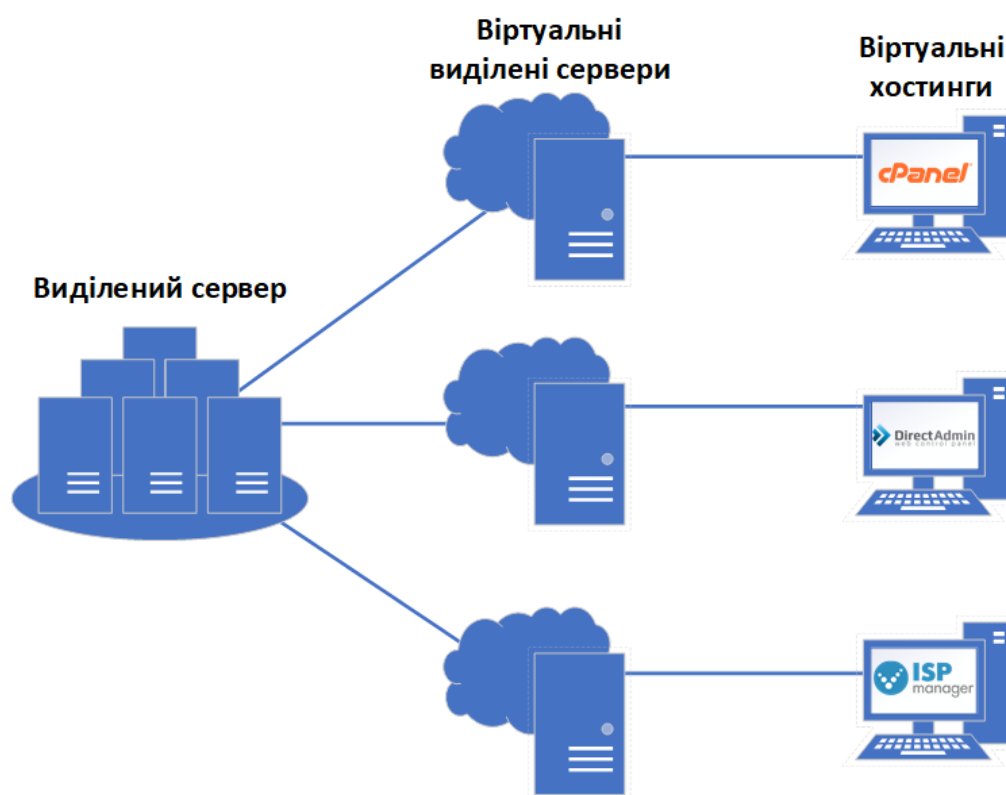 Віртуальні
виділені сервери
Віртуальні
хостинги
cPanel
Виділений сервер
DirectAdmin
web control panel
ISP
manager